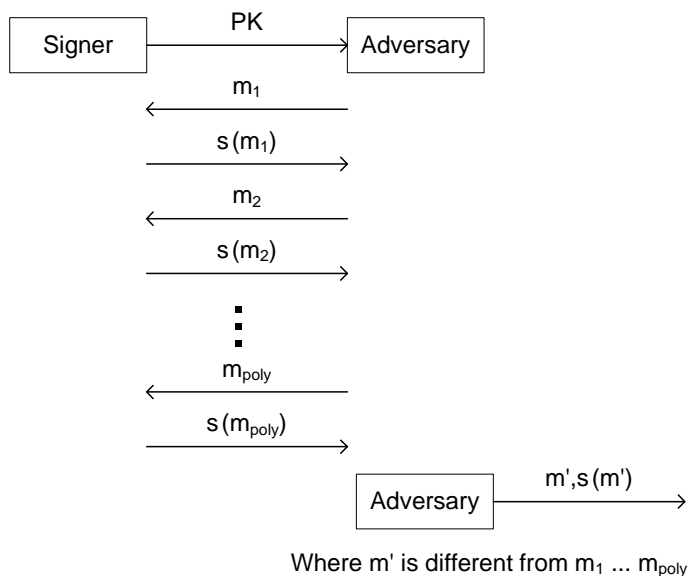 Signer
PK
Adversary
m₁
s(m₁)
m₂
s(m₂)
mpoly
s(mpoly)
Adversary
m',s(m')
Where m' is different from m₁ ... mpoly